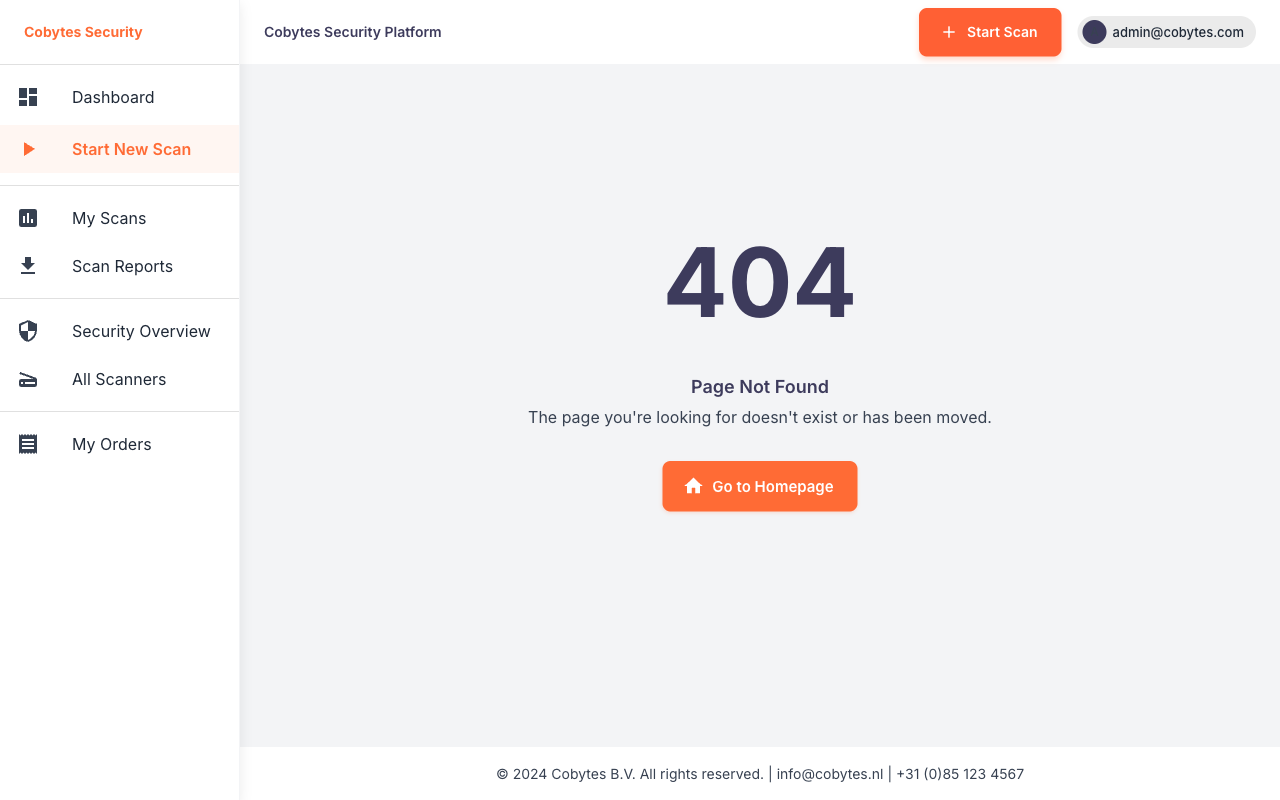 Cobytes Security
Cobytes Security Platform
Start Scan
admin@cobytes.com
Dashboard
Start New Scan
My Scans
Scan Reports
Security Overview
All Scanners
My Orders
404
Page Not Found
The page you're looking for doesn't exist or has been moved.
Go to Homepage
© 2024 Cobytes B.V. All rights reserved. | info@cobytes.nl | +31 (0)85 123 4567